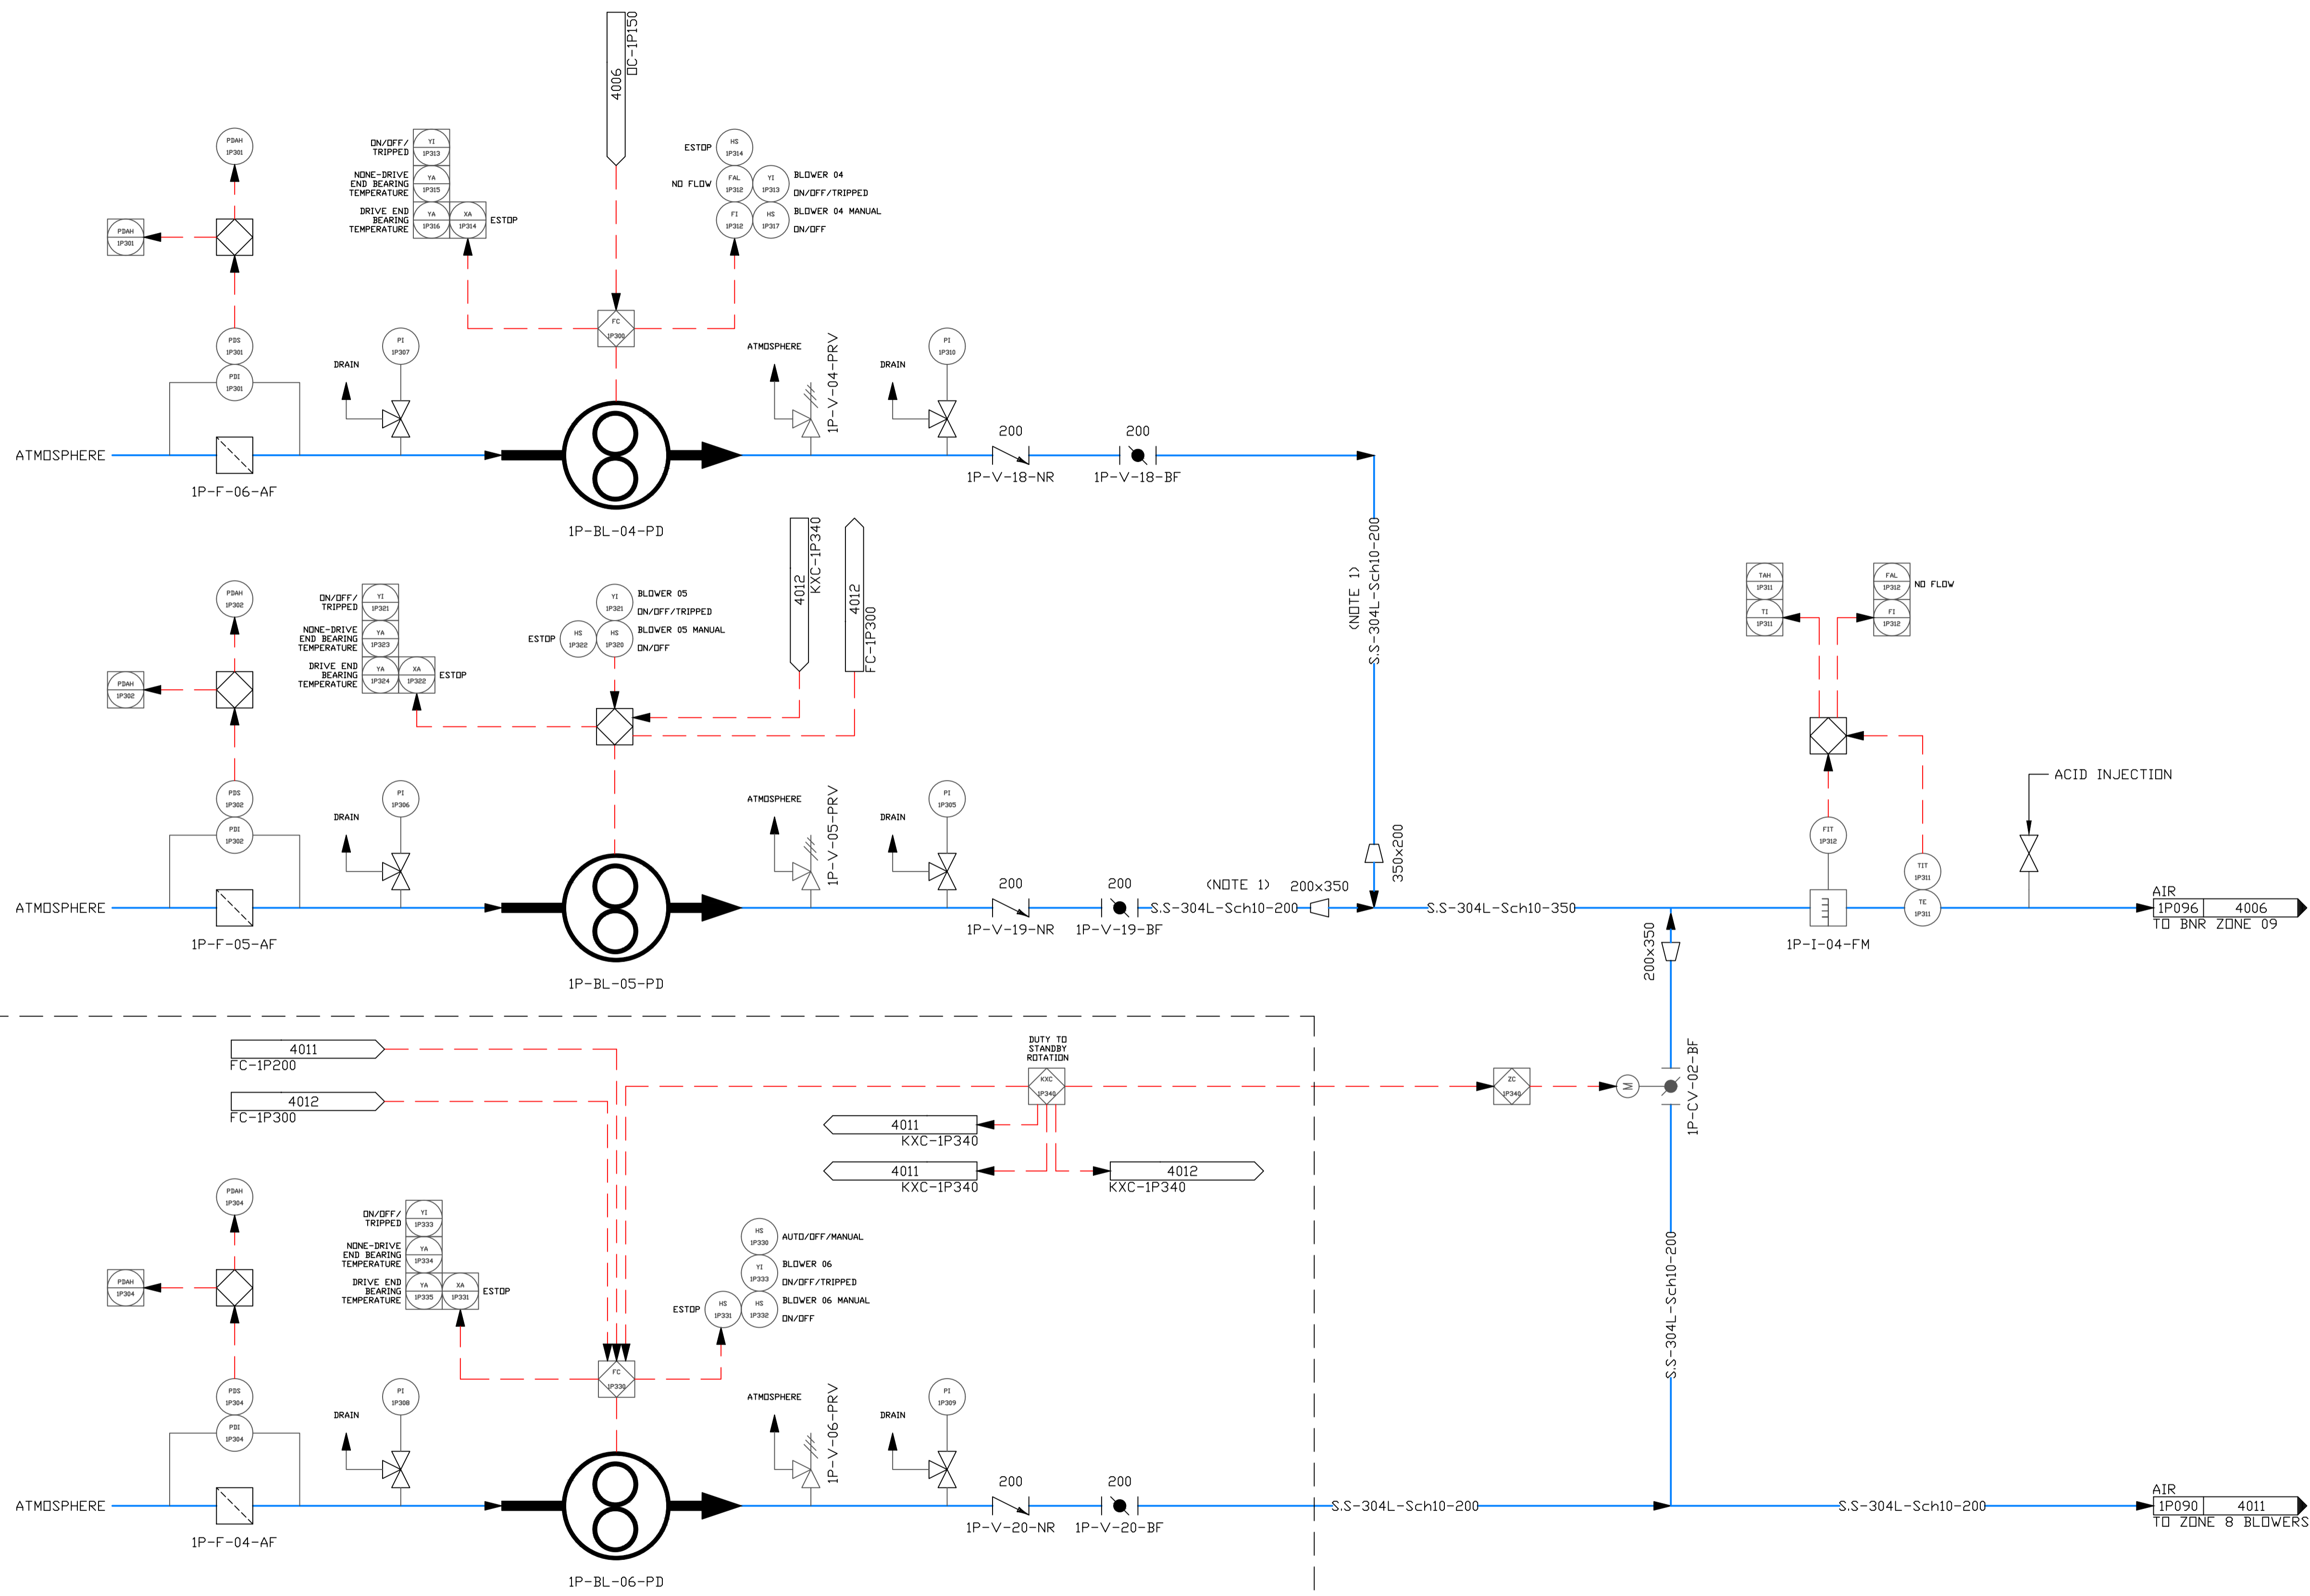 4006
OC-1P150
PDAH
1P301
PDAH
1P301
PDS
1P301
PDI
1P301
ON/OFF/
TRIPPED
YI
1P313
NONE-DRIVE
END BEARING
TEMPERATURE
YA
1P315
DRIVE END
BEARING
TEMPERATURE
YA
1P316
XA
1P314
ESTOP
ESTOP
HS
1P314
NO FLOW
FAL
1P312
YI
1P313
BLOWER 04
ON/OFF/TRIPPED
FI
1P312
HS
1P317
BLOWER 04 MANUAL
ON/OFF
FC
1P300
PI
1P307
DRAIN
ATMOSPHERE
1P-V-04-PRV
DRAIN
PI
1P310
ATMOSPHERE
1P-F-06-AF
1P-BL-04-PD
200
1P-V-18-NR
200
1P-V-18-BF
(NOTE 1)
S.S-304L-Sch10-200
350x200
PDAH
1P302
PDAH
1P302
PDS
1P302
PDI
1P302
ON/OFF/
TRIPPED
YI
1P321
NONE-DRIVE
END BEARING
TEMPERATURE
YA
1P323
DRIVE END
BEARING
TEMPERATURE
YA
1P324
XA
1P322
ESTOP
YI
1P321
BLOWER 05
ON/OFF/TRIPPED
ESTOP
HS
1P322
HS
1P320
BLOWER 05 MANUAL
ON/OFF
4012
KXC-1P340
4012
FC-1P300
PI
1P306
DRAIN
ATMOSPHERE
1P-V-05-PRV
DRAIN
PI
1P305
ATMOSPHERE
1P-F-05-AF
1P-BL-05-PD
200
1P-V-19-NR
200
1P-V-19-BF
(NOTE 1)
S.S-304L-Sch10-200
200x350
S.S-304L-Sch10-350
TAH
1P311
TI
1P311
FAL
1P312
NO FLOW
FI
1P312
FIT
1P312
TIT
1P311
TE
1P311
1P-I-04-FM
ACID INJECTION
AIR
1P096 4006
TO BNR ZONE 09
200x350
1P-CV-02-BF
M
ZC
1P340
S.S-304L-Sch10-200
4011
FC-1P200
4012
FC-1P300
DUTY TO
STANDBY
ROTATION
KXC
1P340
4011
KXC-1P340
4011
KXC-1P340
4012
KXC-1P340
PDAH
1P304
PDAH
1P304
PDS
1P304
PDI
1P304
ON/OFF/
TRIPPED
YI
1P333
NONE-DRIVE
END BEARING
TEMPERATURE
YA
1P334
DRIVE END
BEARING
TEMPERATURE
YA
1P335
XA
1P331
ESTOP
HS
1P330
AUTO/OFF/MANUAL
YI
1P333
BLOWER 06
ON/OFF/TRIPPED
ESTOP
HS
1P331
HS
1P332
BLOWER 06 MANUAL
ON/OFF
FC
1P330
PI
1P308
DRAIN
ATMOSPHERE
1P-V-06-PRV
DRAIN
PI
1P309
ATMOSPHERE
1P-F-04-AF
1P-BL-06-PD
200
1P-V-20-NR
200
1P-V-20-BF
S.S-304L-Sch10-200
S.S-304L-Sch10-200
AIR
1P090 4011
TO ZONE 8 BLOWERS